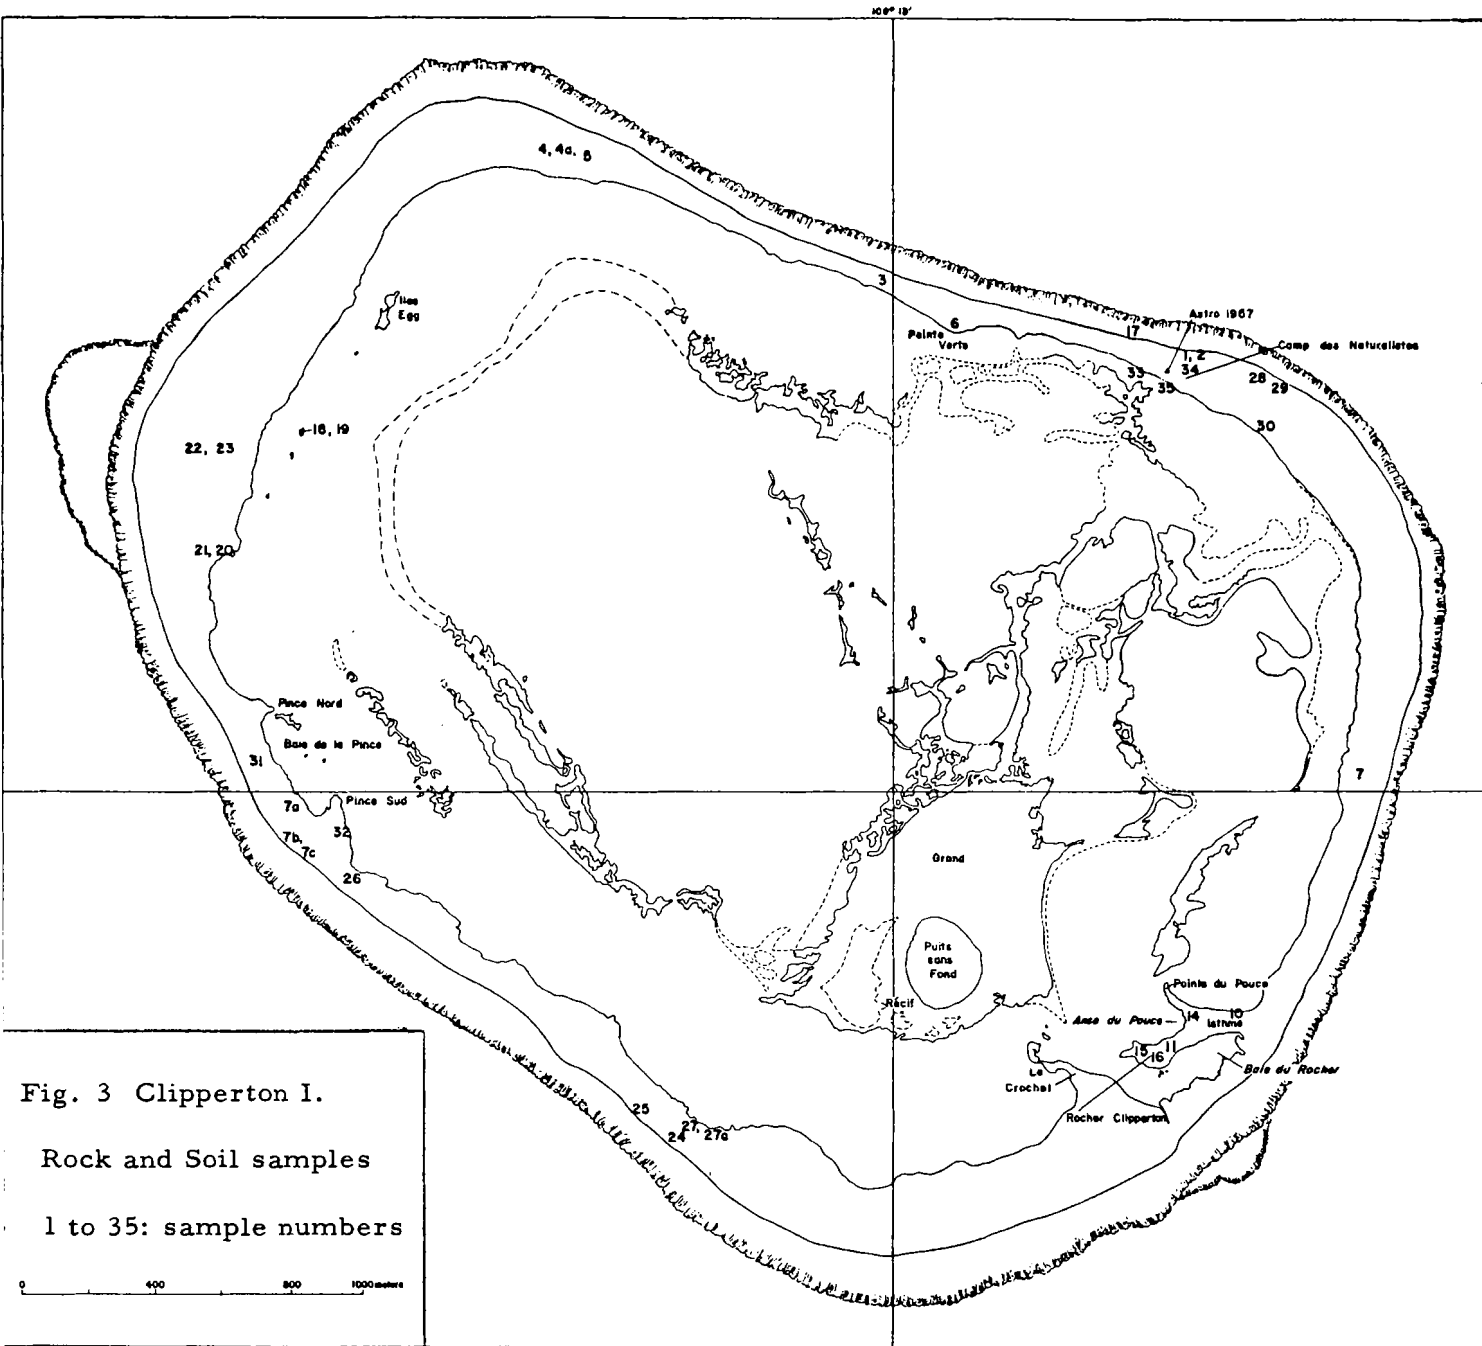 109° 13'
4, 4a, 5
3
Iles
Egg
6
17
Astro 1967
Pointe
Verte
1, 2
Camp des Naturalistes
33
34
35
28
29
30
18, 19
22, 23
21, 20
Pince Nord
Baie de la Pince
31
7
7a
Pince Sud
7b
32
7c
26
Grand
Puits
sans
Fond
Récif
Pointe du Pouce
14
10
Anse du Pouce
Isthme
15
11
16
Le
Crochet
Baie du Rocher
Rocher Clipperton
25
27, 27a
24
Fig. 3 Clipperton I.
Rock and Soil samples
1 to 35: sample numbers
0 400 800 1000 meters